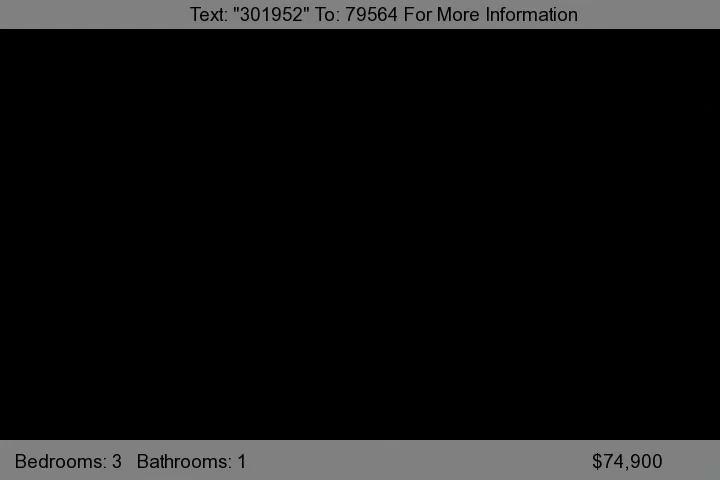 Text: "301952" To: 79564 For More Information
Bedrooms: 3 Bathrooms: 1 $74,900